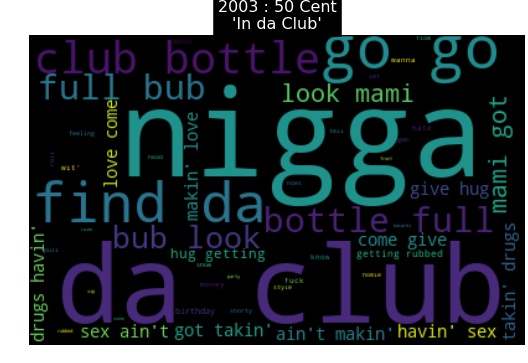 2003 : 50 Cent
'In da Club'
club bottle
go go
full bub
wanna
look mami
nigga
love come
makin' love
mami got
feeling
wit'
need
hate
find da
give hug
bottle full
bub look
come give
hug getting
know
getting rubbed
da club
drugs havin'
takin' drugs
money
fuck
homie
style
party
birthday
shorty
rubbed
sex ain't
got takin'
ain't makin'
havin' sex